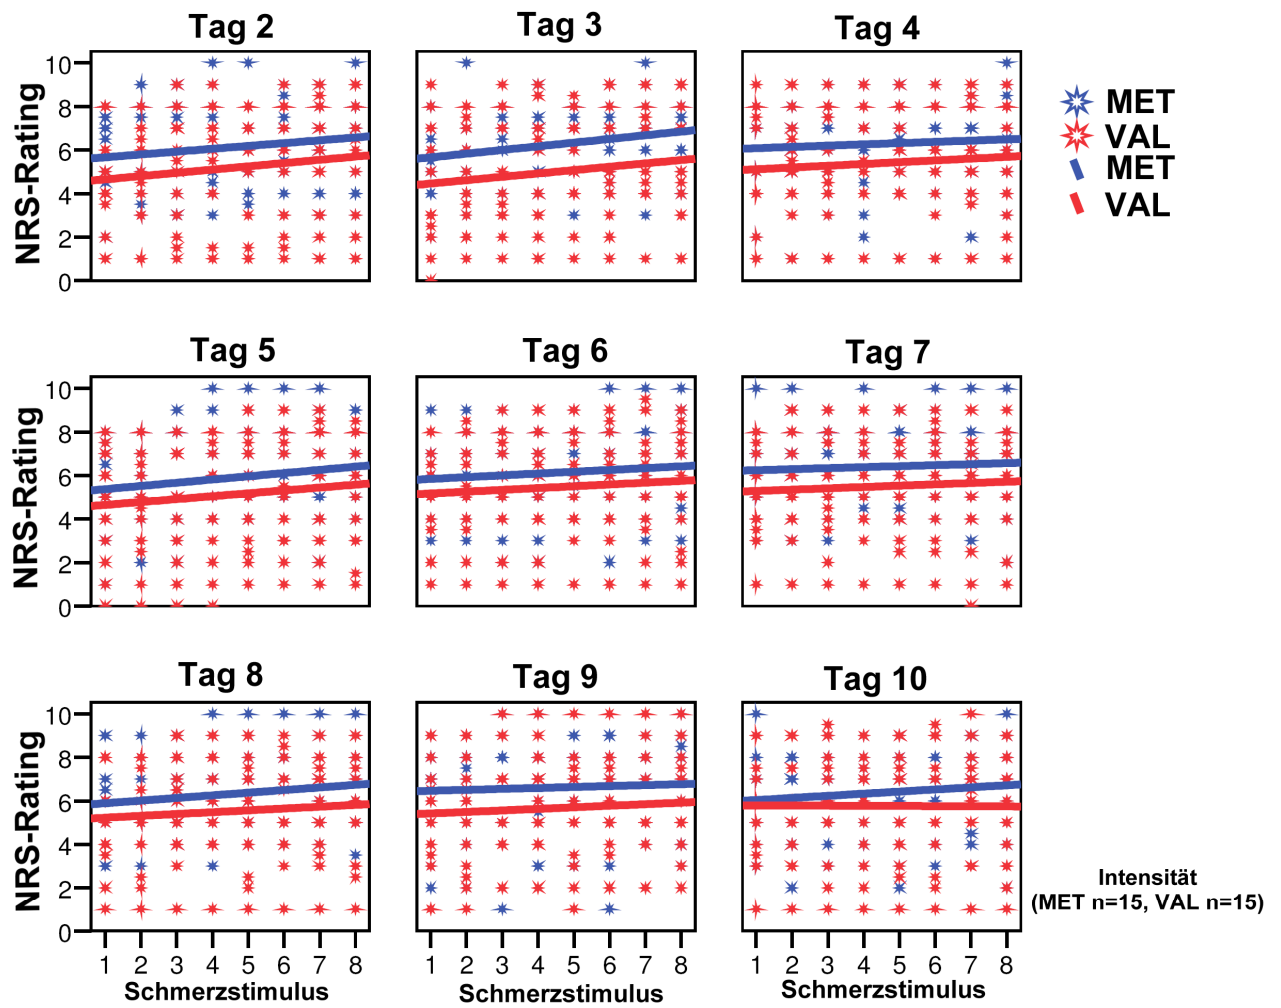 Tag 2
Tag 3
Tag 4
NRS-Rating
10
8
6
4
2
0
MET
VAL
MET
VAL
Tag 5
Tag 6
Tag 7
NRS-Rating
10
8
6
4
2
0
Tag 8
Tag 9
Tag 10
NRS-Rating
10
8
6
4
2
0
Intensität
(MET n=15, VAL n=15)
1 2 3 4 5 6 7 8
1 2 3 4 5 6 7 8
1 2 3 4 5 6 7 8
Schmerzstimulus
Schmerzstimulus
Schmerzstimulus